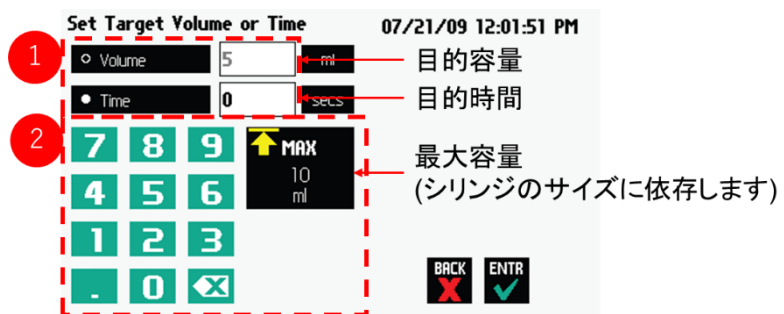 Set Target Volume or Time 07/21/09 12:01:51 PM
1
Volume 5 ml 目的容量
Time 0 secs 目的時間
2
7 8 9 MAX
10
ml
最大容量
(シリンジのサイズに依存します)
4 5 6
1 2 3
. 0
BACK ENTR